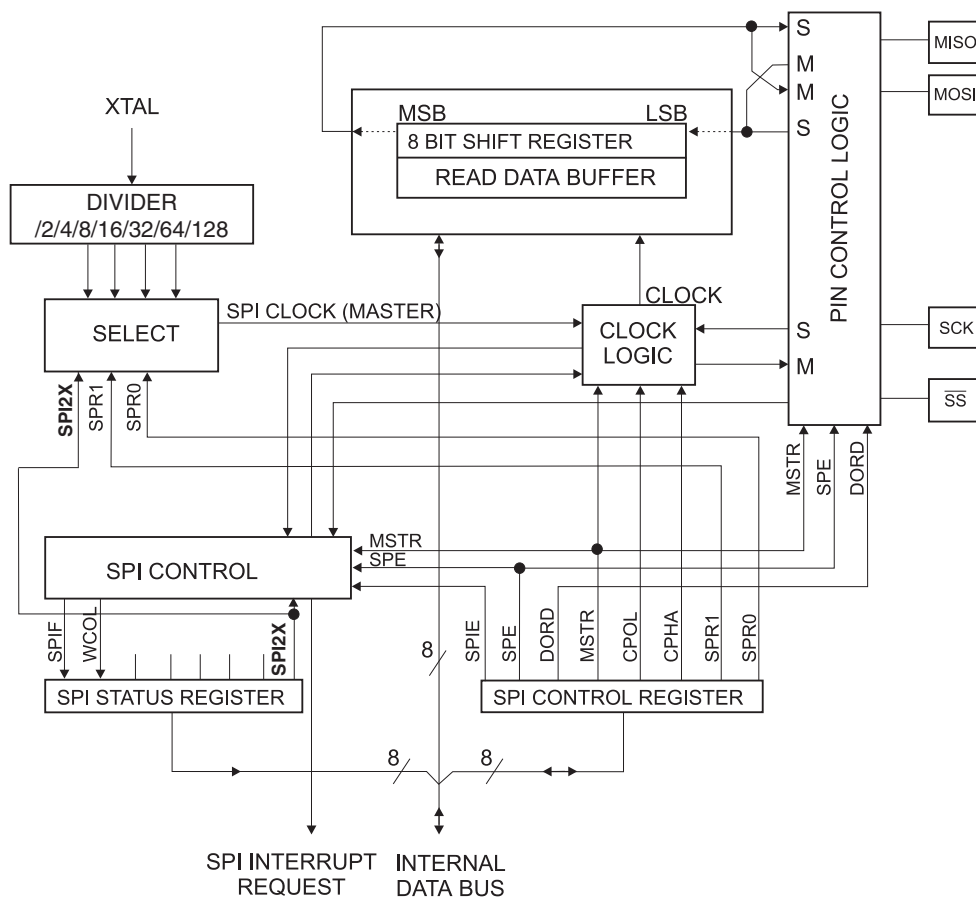 S
MISO
M
MOSI
M
S
XTAL
MSB
LSB
8 BIT SHIFT REGISTER
READ DATA BUFFER
DIVIDER
/2/4/8/16/32/64/128
PIN CONTROL LOGIC
SPI CLOCK (MASTER)
CLOCK
SELECT
CLOCK
LOGIC
S
M
SCK
SS
SPI2X
SPR1
SPR0
MSTR
SPE
DORD
MSTR
SPE
SPI CONTROL
SPIF
WCOL
SPI2X
8
SPIE
SPE
DORD
MSTR
CPOL
CPHA
SPR1
SPR0
SPI STATUS REGISTER
SPI CONTROL REGISTER
8
8
SPI INTERRUPT
REQUEST
INTERNAL
DATA BUS